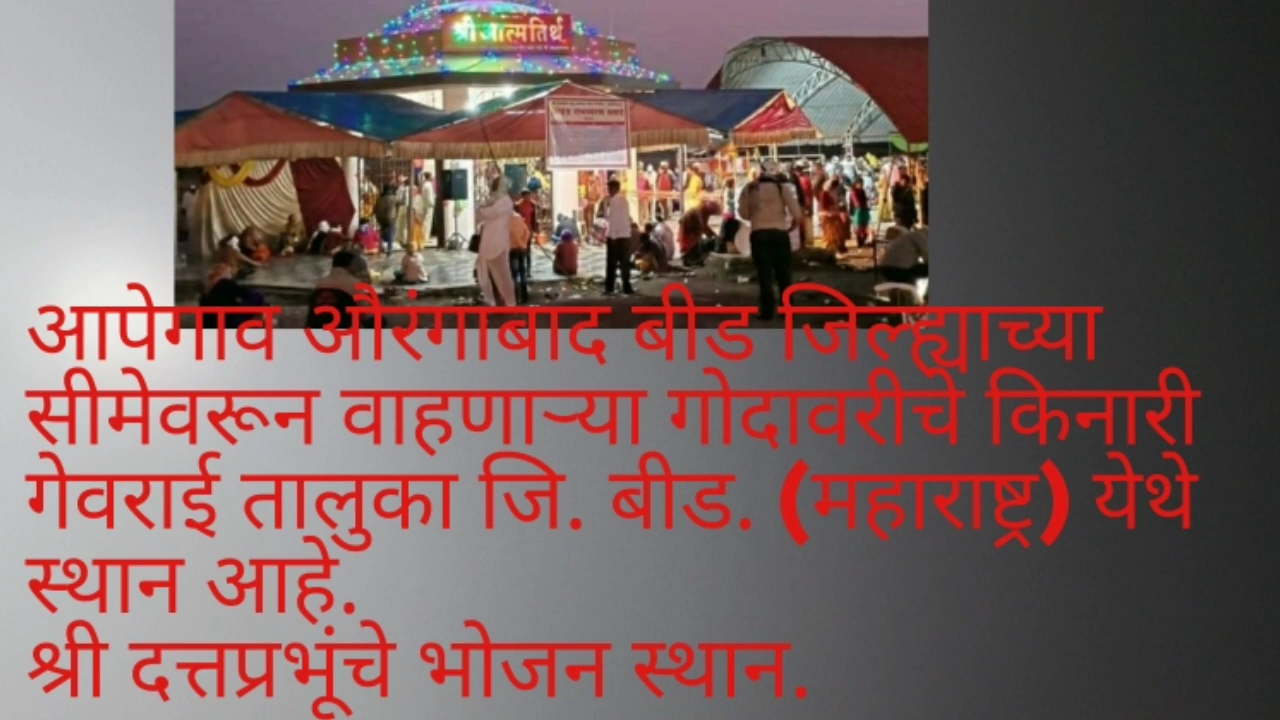 श्री आत्मतिर्थ
आपेगाव औरंगाबाद बीड जिल्ह्याच्या
सीमेवरून वाहणाऱ्या गोदावरीचे किनारी
गेवराई तालुका जि. बीड. (महाराष्ट्र) येथे
स्थान आहे.
श्री दत्तप्रभूंचे भोजन स्थान.